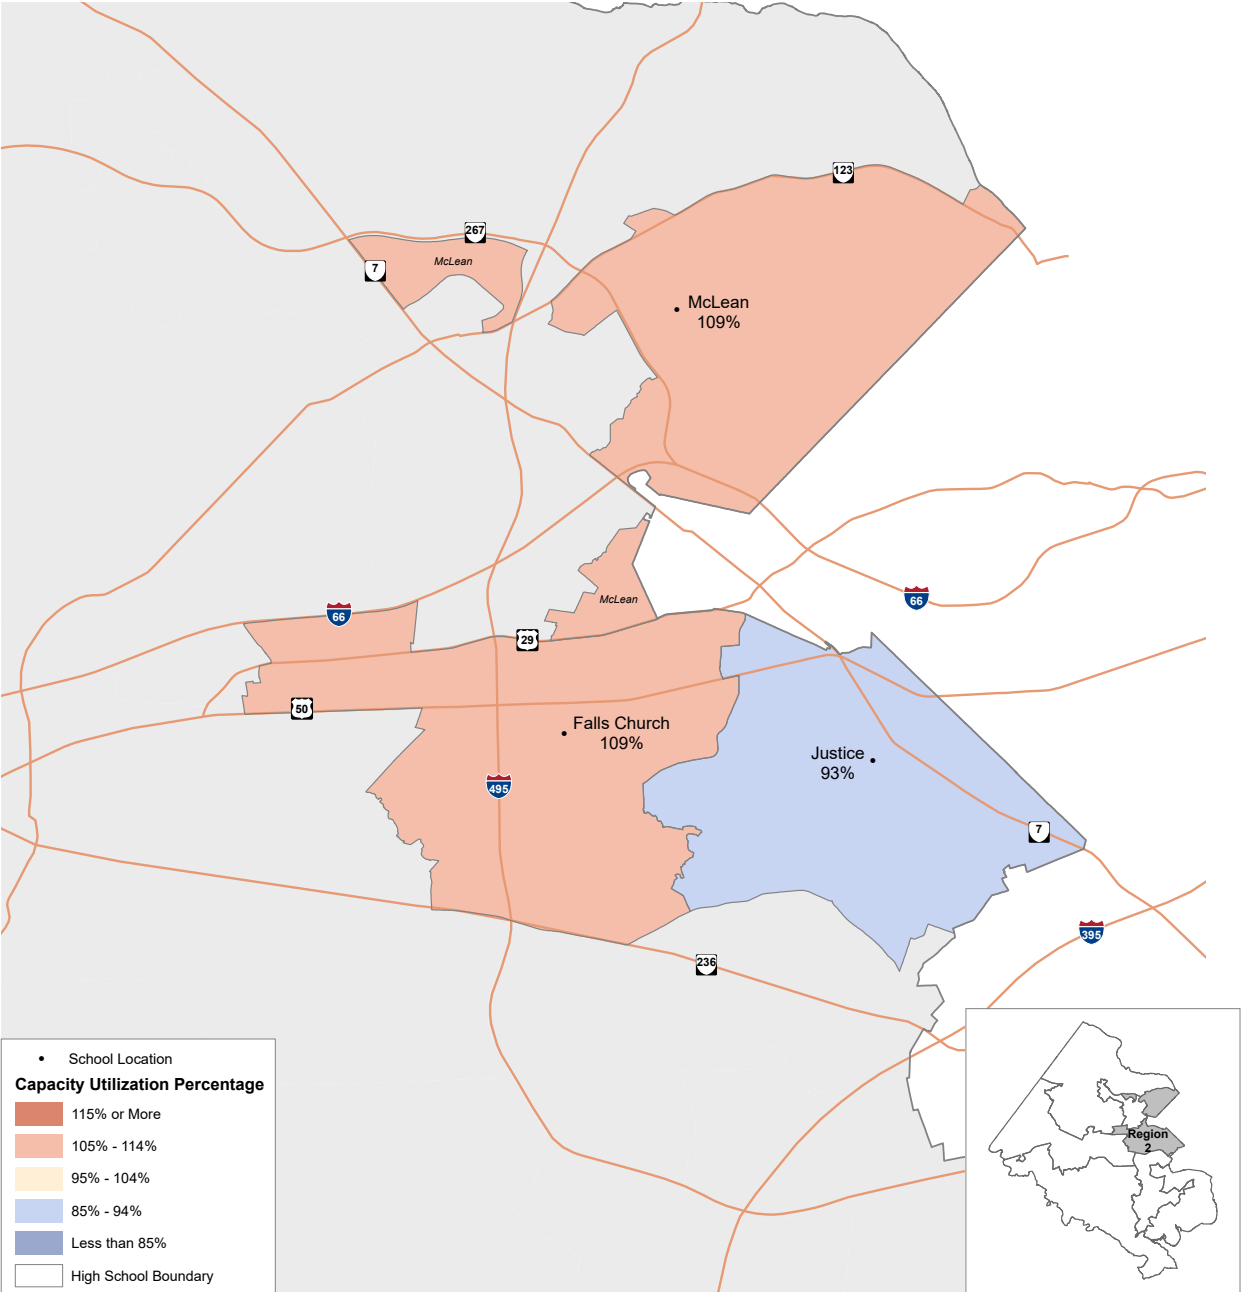 123
267
7
McLean
McLean
109%
66
66
McLean
29
50
Falls Church
109%
Justice
93%
495
7
395
236
School Location
Capacity Utilization Percentage
115% or More
105% - 114%
95% - 104%
85% - 94%
Less than 85%
High School Boundary
Region
2